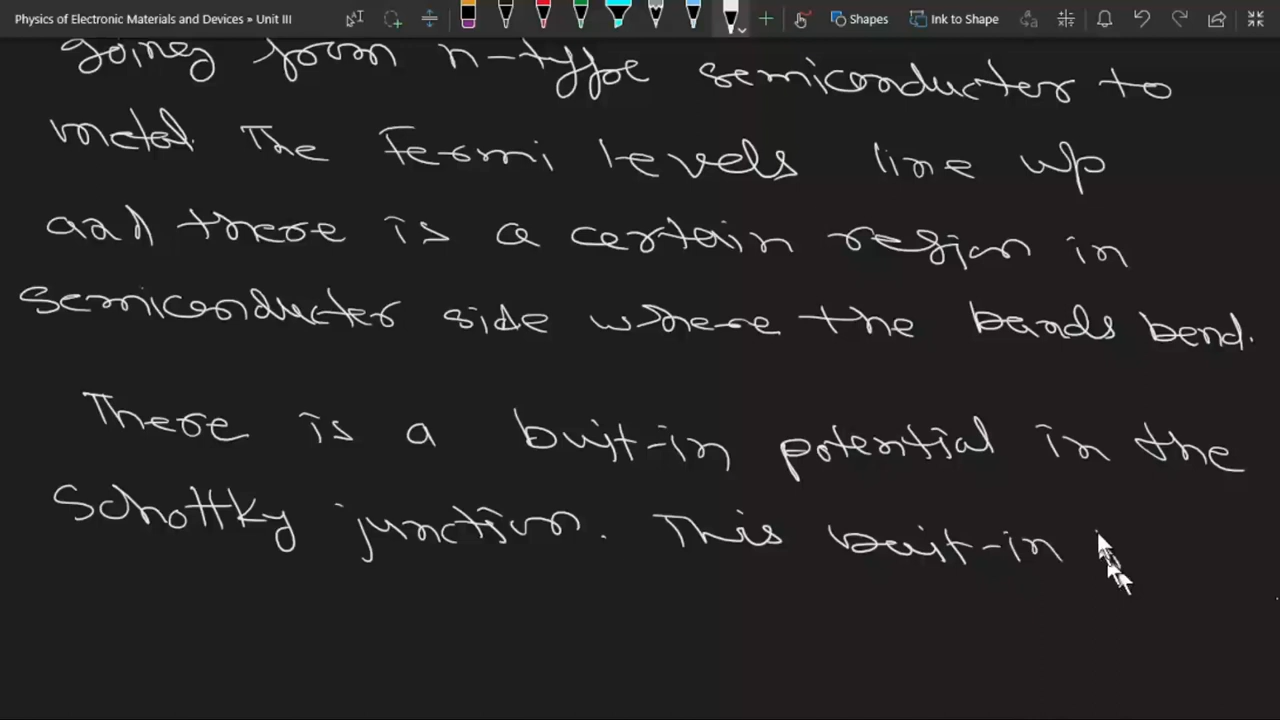 Physics of Electronic Materials and Devices » Unit III
Shapes
Ink to Shape
going from n-type semiconductor to
metal. The Fermi levels line up
and there is a certain region in
semiconductor side where the bands bend.
There is a built-in potential in the
Schottky junction. This built-in